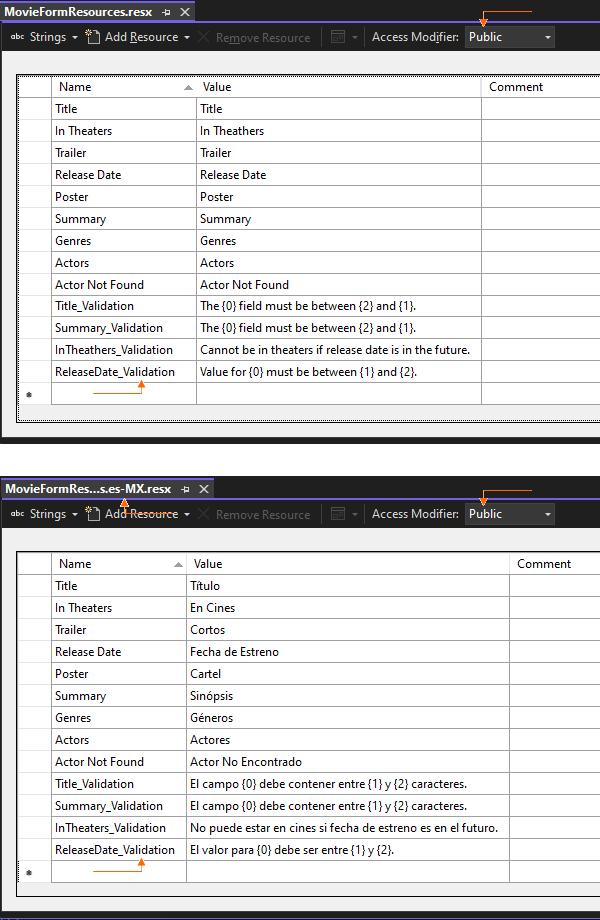 MovieFormResources.resx
abc Strings Add Resource Remove Resource Access Modifier: Public
Name Value Comment
Title Title
In Theaters In Theathers
Trailer Trailer
Release Date Release Date
Poster Poster
Summary Summary
Genres Genres
Actors Actors
Actor Not Found Actor Not Found
Title_Validation The {0} field must be between {2} and {1}.
Summary_Validation The {0} field must be between {2} and {1}.
InTheathers_Validation Cannot be in theaters if release date is in the future.
ReleaseDate_Validation Value for {0} must be between {1} and {2}.
MovieFormRes...s.es-MX.resx
abc Strings Add Resource Remove Resource Access Modifier: Public
Name Value Comment
Title Título
In Theaters En Cines
Trailer Cortos
Release Date Fecha de Estreno
Poster Cartel
Summary Sinópsis
Genres Géneros
Actors Actores
Actor Not Found Actor No Encontrado
Title_Validation El campo {0} debe contener entre {1} y {2} caracteres.
Summary_Validation El campo {0} debe contener entre {1} y {2} caracteres.
InTheaters_Validation No puede estar en cines si fecha de estreno es en el futuro.
ReleaseDate_Validation El valor para {0} debe ser entre {1} y {2}.